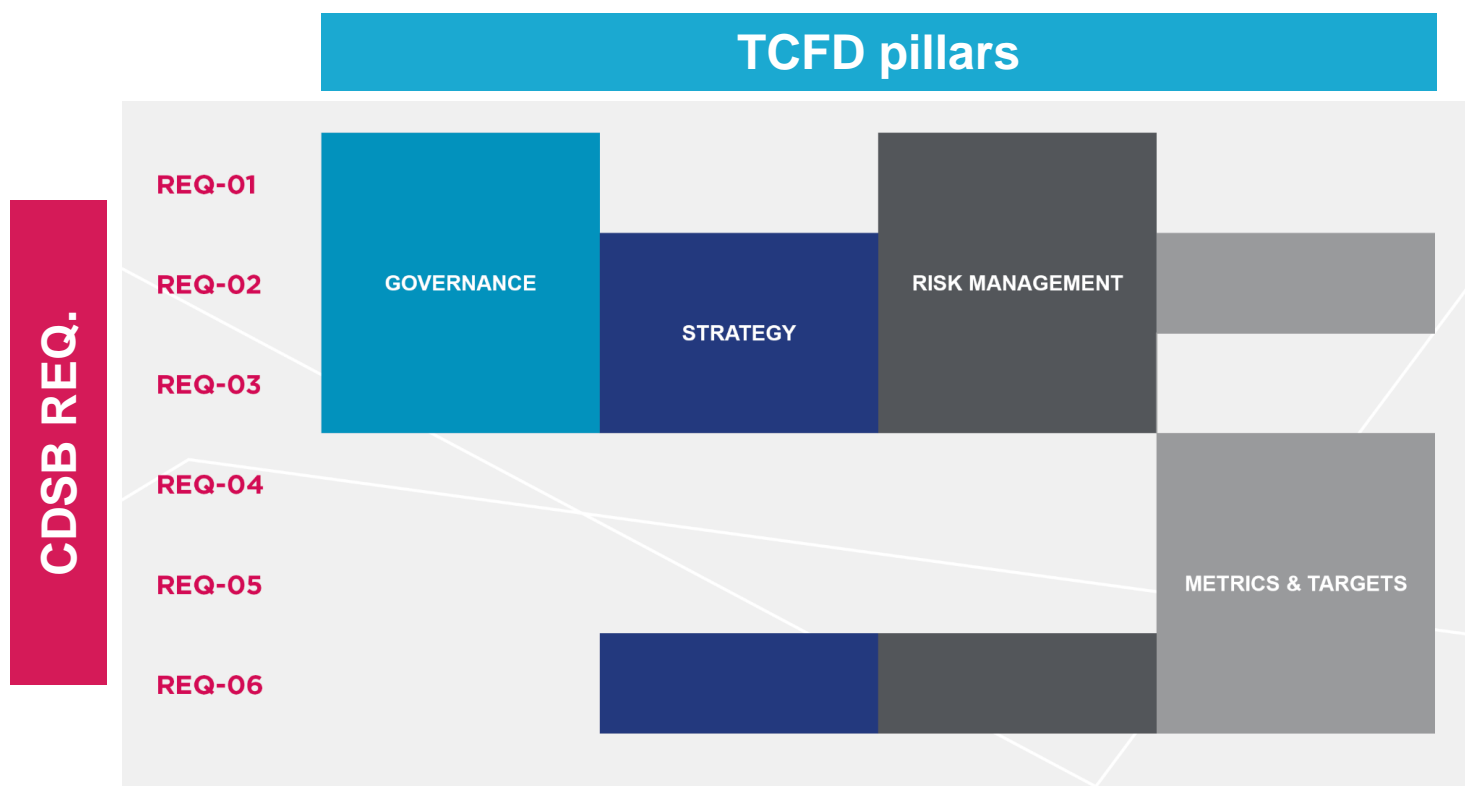 TCFD pillars
CDSB REQ.
REQ-01
REQ-02
GOVERNANCE
RISK MANAGEMENT
STRATEGY
REQ-03
REQ-04
REQ-05
METRICS & TARGETS
REQ-06